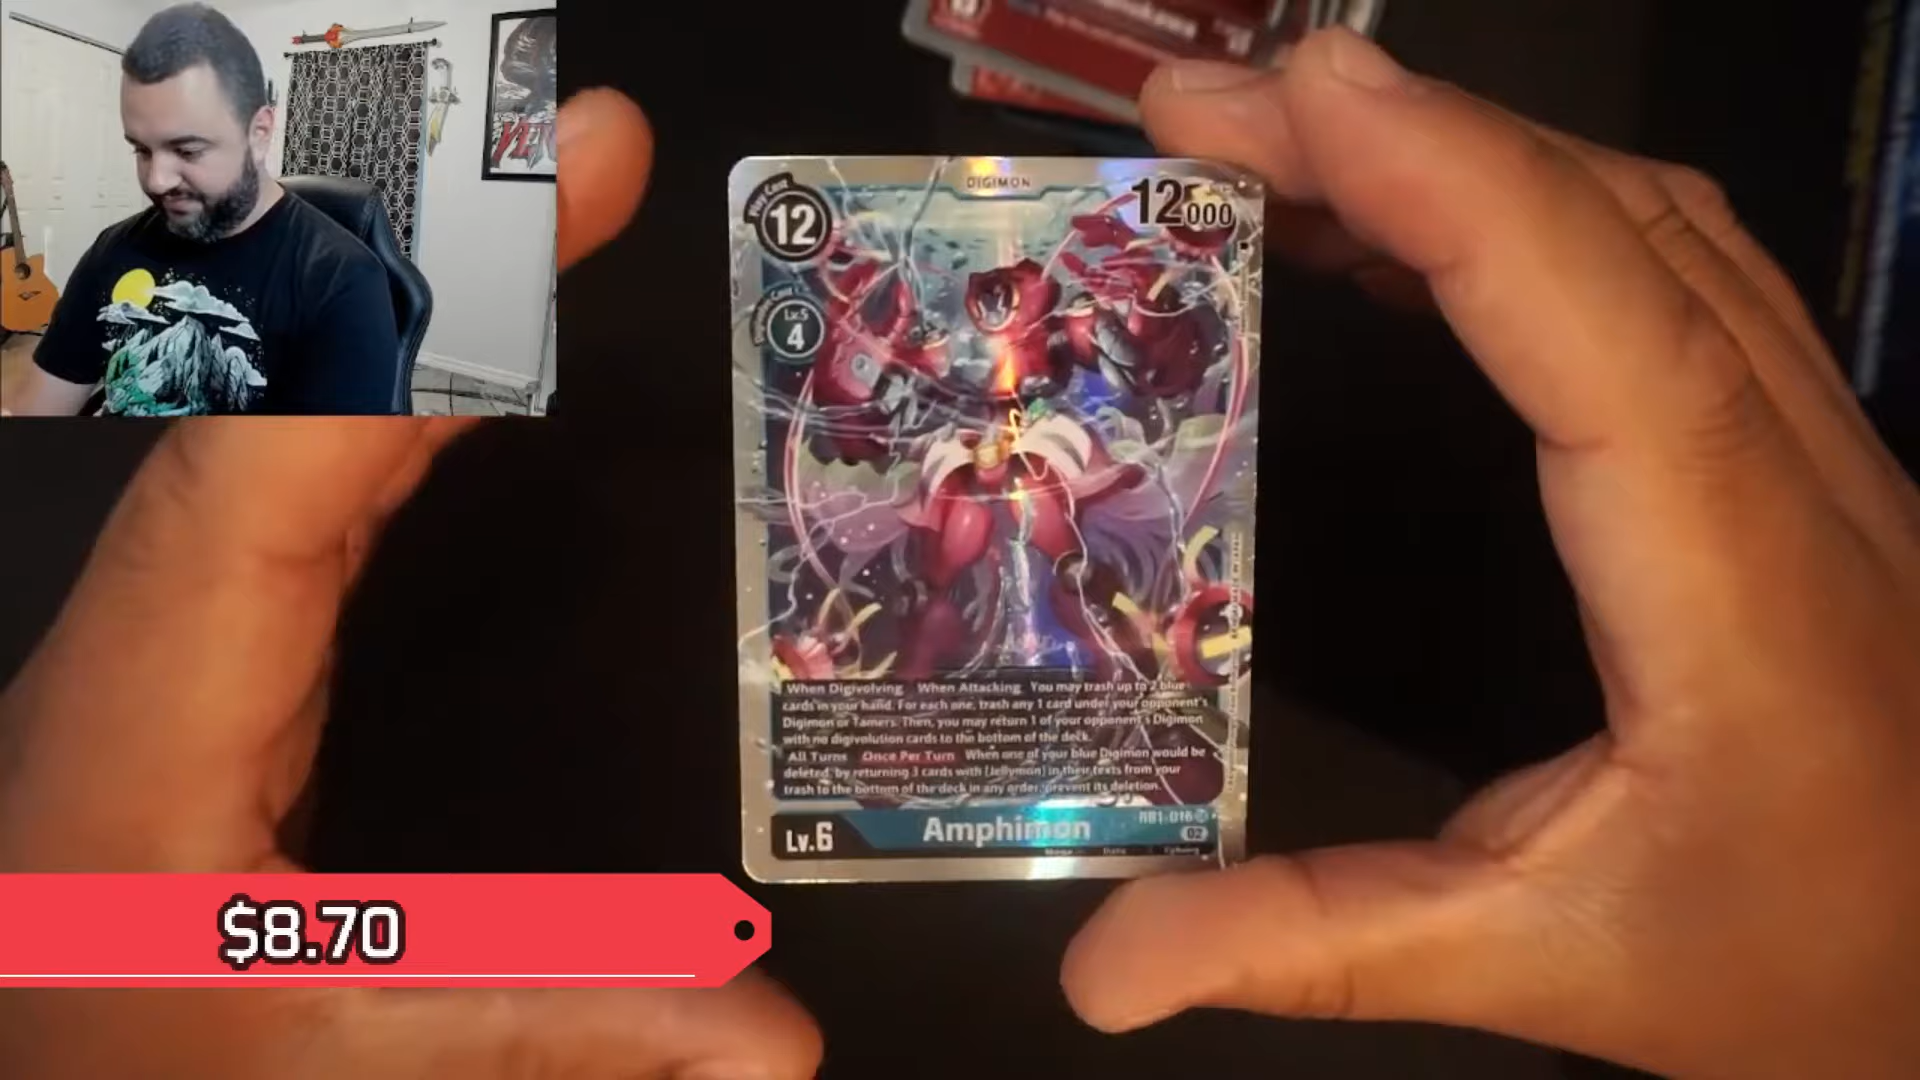 DIGIMON
Play Cost
12
12000
Lv.5
4
When Digivolving When Attacking You may trash up to 2 blue
cards in your hand. For each one, trash any 1 card under your opponent's
Digimon or Tamers. Then, you may return 1 of your opponent's Digimon
with no digivolution cards to the bottom of the deck.
All Turns Once Per Turn When one of your blue Digimon would be
deleted, by returning 3 cards with [Jellymon] in their texts from your
trash to the bottom of the deck in any order, prevent its deletion.
Lv.6
Amphimon
RB1-016
02
Mega Data Cyborg
$8.70